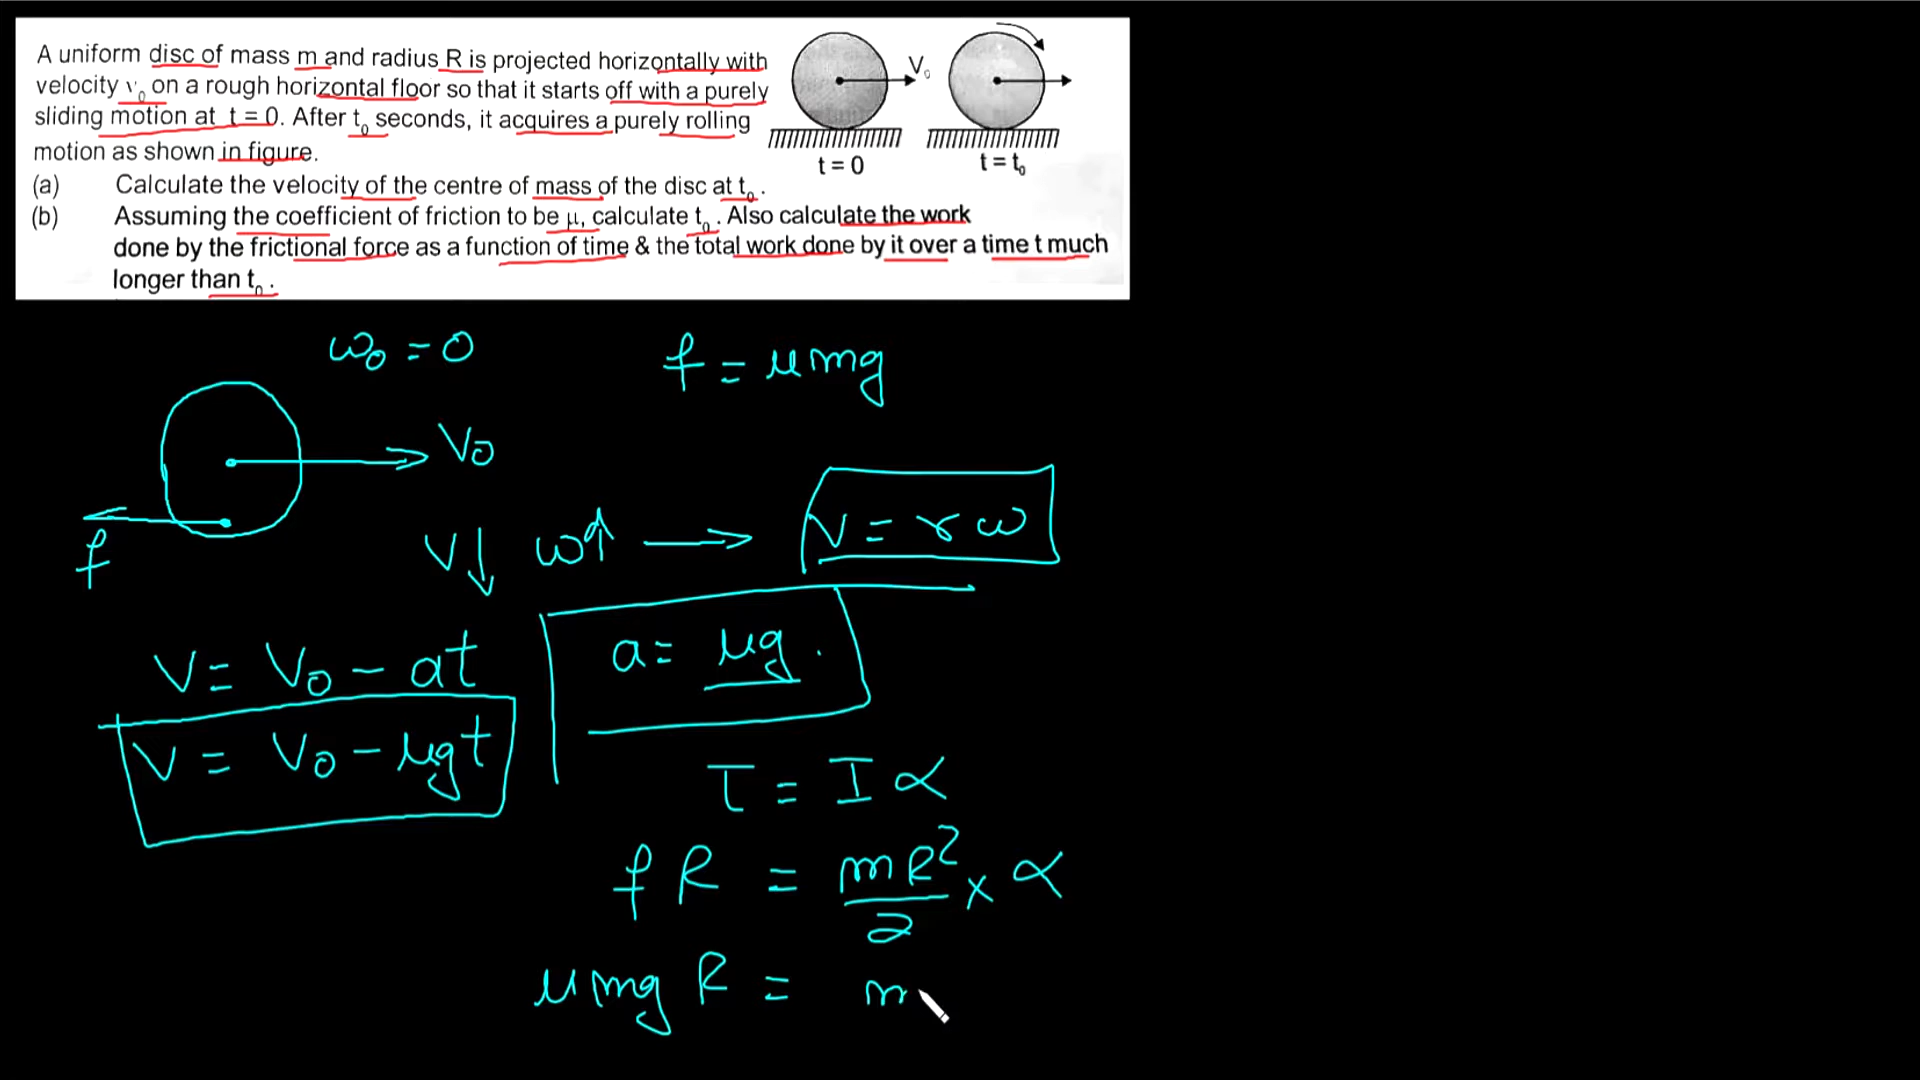 A uniform disc of mass m and radius R is projected horizontally with
velocity v₀ on a rough horizontal floor so that it starts off with a purely
sliding motion at t = 0. After t₀ seconds, it acquires a purely rolling
motion as shown in figure.
V₀
t = 0
t = t₀
(a) Calculate the velocity of the centre of mass of the disc at t₀.
(b) Assuming the coefficient of friction to be μ, calculate t₀. Also calculate the work
done by the frictional force as a function of time & the total work done by it over a time t much
longer than t₀.
ω₀ = 0
f = μmg
V₀
f
V↓ ω↑ → V = rω
V = V₀ - at
a = μg.
V = V₀ - μgt
τ = Iα
fR = mR²/2 × α
μmgR = m